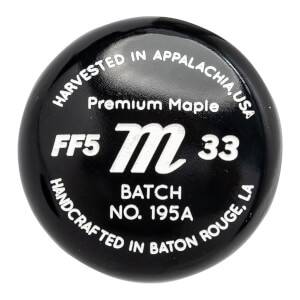 HARVESTED IN APPALACHIA, USA
Premium Maple
FF5 m 33
BATCH
NO. 195A
HANDCRAFTED IN BATON ROUGE, LA